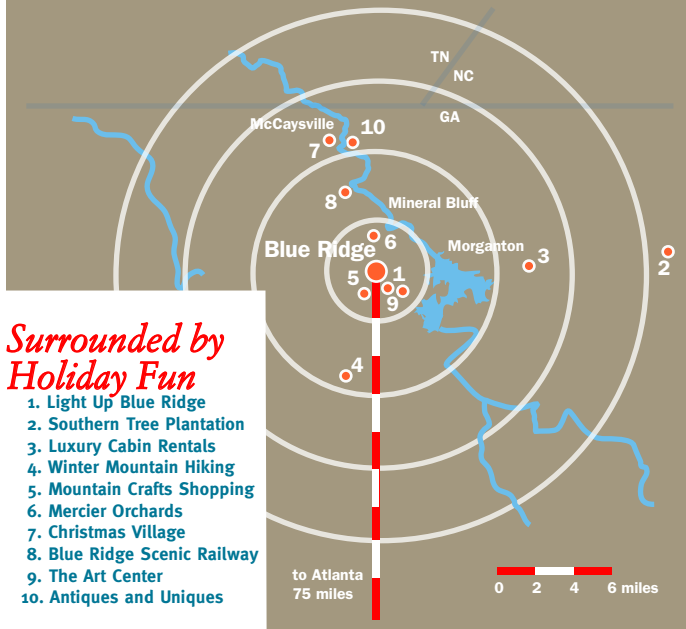 TN
NC
GA
McCaysville
10
7
8
Mineral Bluff
6
Blue Ridge
Morganton
3
2
5
1
9
4
Surrounded by
Holiday Fun
1. Light Up Blue Ridge
2. Southern Tree Plantation
3. Luxury Cabin Rentals
4. Winter Mountain Hiking
5. Mountain Crafts Shopping
6. Mercier Orchards
7. Christmas Village
8. Blue Ridge Scenic Railway
9. The Art Center
10. Antiques and Uniques
to Atlanta
75 miles
0 2 4 6 miles